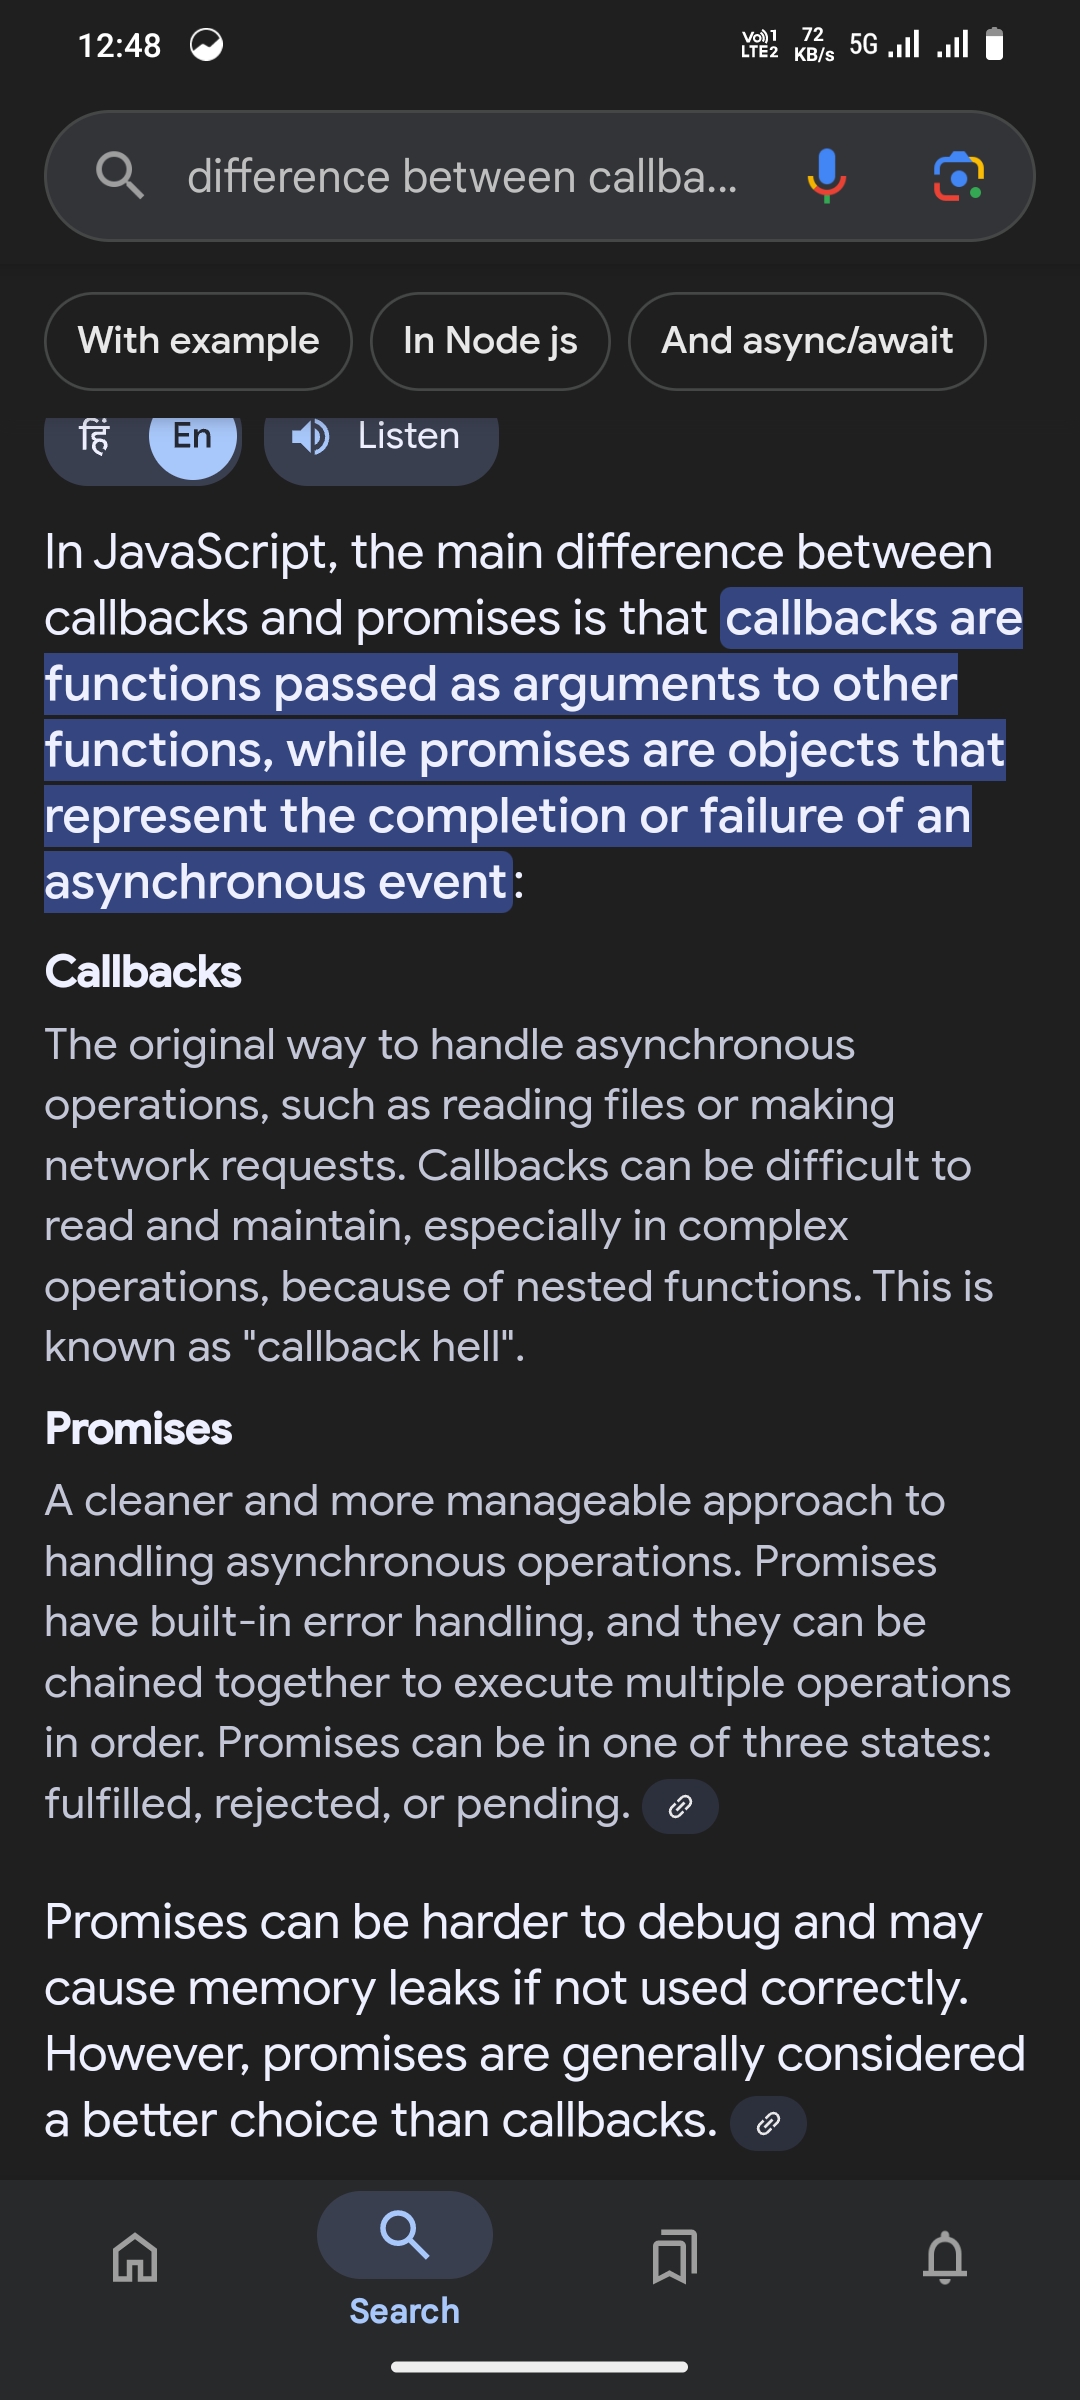 12:48
Vo)) 1
LTE2
72
KB/s
5G
difference between callba...
With example
In Node js
And async/await
हिं
En
Listen
In JavaScript, the main difference between
callbacks and promises is that callbacks are
functions passed as arguments to other
functions, while promises are objects that
represent the completion or failure of an
asynchronous event:
Callbacks
The original way to handle asynchronous
operations, such as reading files or making
network requests. Callbacks can be difficult to
read and maintain, especially in complex
operations, because of nested functions. This is
known as "callback hell".
Promises
A cleaner and more manageable approach to
handling asynchronous operations. Promises
have built-in error handling, and they can be
chained together to execute multiple operations
in order. Promises can be in one of three states:
fulfilled, rejected, or pending.
Promises can be harder to debug and may
cause memory leaks if not used correctly.
However, promises are generally considered
a better choice than callbacks.
Search